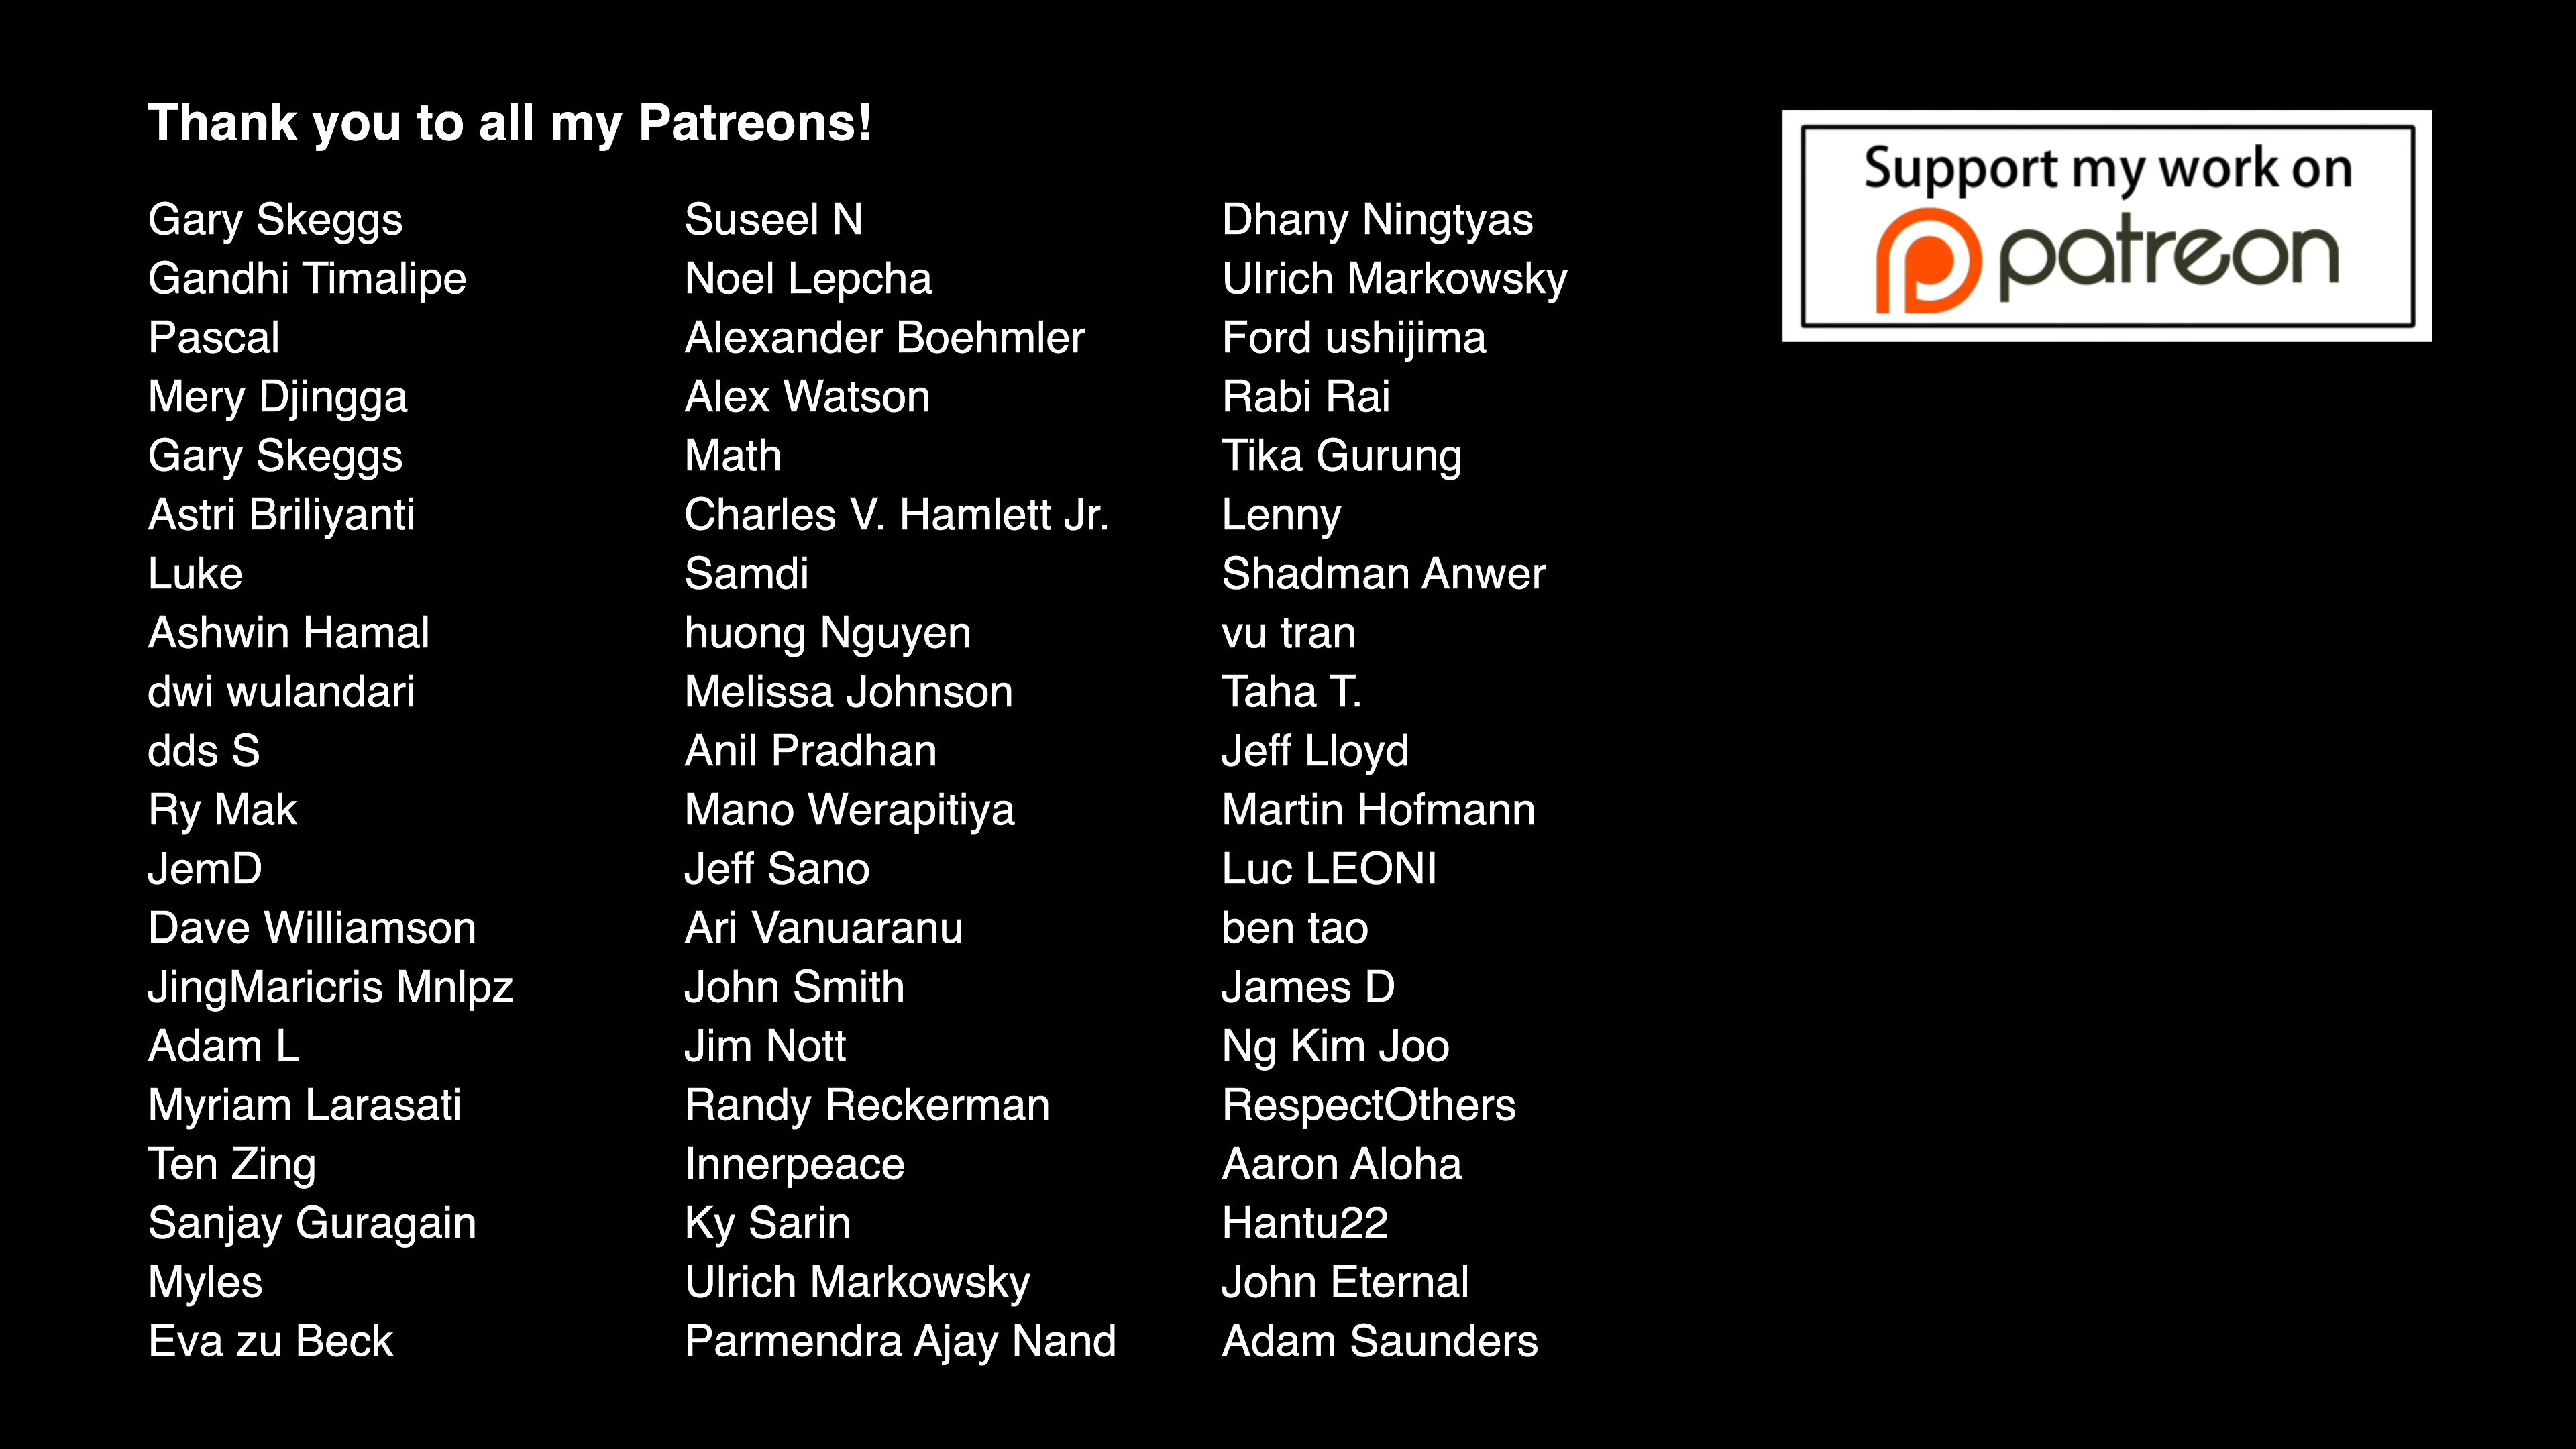 Thank you to all my Patreons!
Gary Skeggs
Gandhi Timalipe
Pascal
Mery Djingga
Gary Skeggs
Astri Briliyanti
Luke
Ashwin Hamal
dwi wulandari
dds S
Ry Mak
JemD
Dave Williamson
JingMaricris Mnlpz
Adam L
Myriam Larasati
Ten Zing
Sanjay Guragain
Myles
Eva zu Beck
Suseel N
Noel Lepcha
Alexander Boehmler
Alex Watson
Math
Charles V. Hamlett Jr.
Samdi
huong Nguyen
Melissa Johnson
Anil Pradhan
Mano Werapitiya
Jeff Sano
Ari Vanuaranu
John Smith
Jim Nott
Randy Reckerman
Innerpeace
Ky Sarin
Ulrich Markowsky
Parmendra Ajay Nand
Dhany Ningtyas
Ulrich Markowsky
Ford ushijima
Rabi Rai
Tika Gurung
Lenny
Shadman Anwer
vu tran
Taha T.
Jeff Lloyd
Martin Hofmann
Luc LEONI
ben tao
James D
Ng Kim Joo
RespectOthers
Aaron Aloha
Hantu22
John Eternal
Adam Saunders
Support my work on
patreon